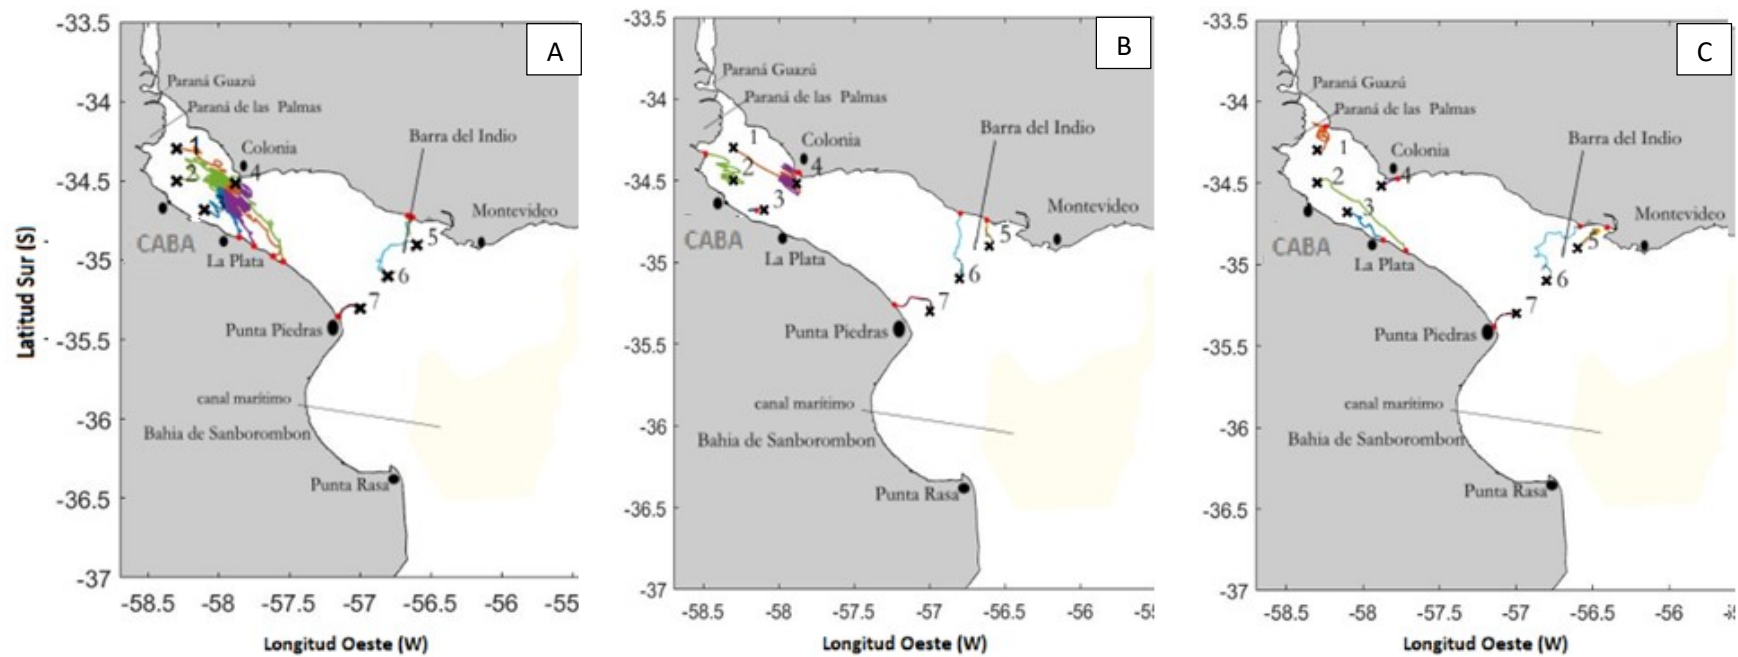 A
-33.5
-34
-34.5
-35
-35.5
-36
-36.5
-37
Latitud Sur (S)
Paraná Guazú
Paraná de las Palmas
Colonia
Barra del Indio
1
2
4
Montevideo
5
CABA
La Plata
6
7
Punta Piedras
canal marítimo
Bahia de Sanborombon
Punta Rasa
-58.5
-58
-57.5
-57
-56.5
-56
-55
Longitud Oeste (W)
B
-33.5
-34
-34.5
-35
-35.5
-36
-36.5
-37
Paraná Guazú
Paraná de las Palmas
Colonia
Barra del Indio
1
2
4
3
Montevideo
5
CABA
La Plata
6
7
Punta Piedras
canal marítimo
Bahia de Sanborombon
Punta Rasa
-58.5
-58
-57.5
-57
-56.5
-56
Longitud Oeste (W)
C
-33.5
-34
-34.5
-35
-35.5
-36
-36.5
-37
Paraná Guazú
Paraná de las Palmas
Colonia
Barra del Indio
1
2
4
3
Montevideo
5
CABA
La Plata
6
7
Punta Piedras
canal marítimo
Bahia de Sanborombon
Punta Rasa
-58.5
-58
-57.5
-57
-56.5
-56
Longitud Oeste (W)